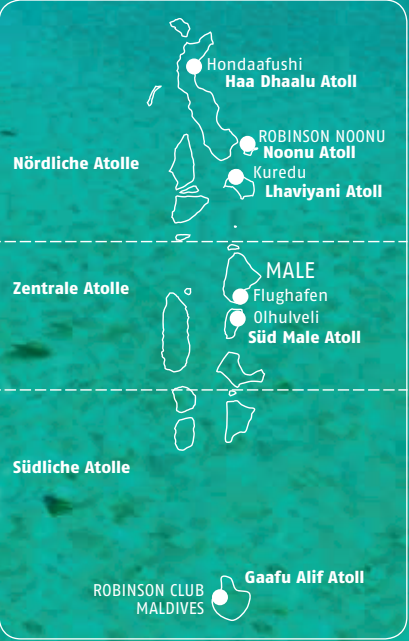 Hondaafushi
Haa Dhaalu Atoll
ROBINSON NOONU
Noonu Atoll
Nördliche Atolle
Kuredu
Lhaviyani Atoll
MALE
Zentrale Atolle
Flughafen
Olhulveli
Süd Male Atoll
Südliche Atolle
Gaafu Alif Atoll
ROBINSON CLUB
MALDIVES